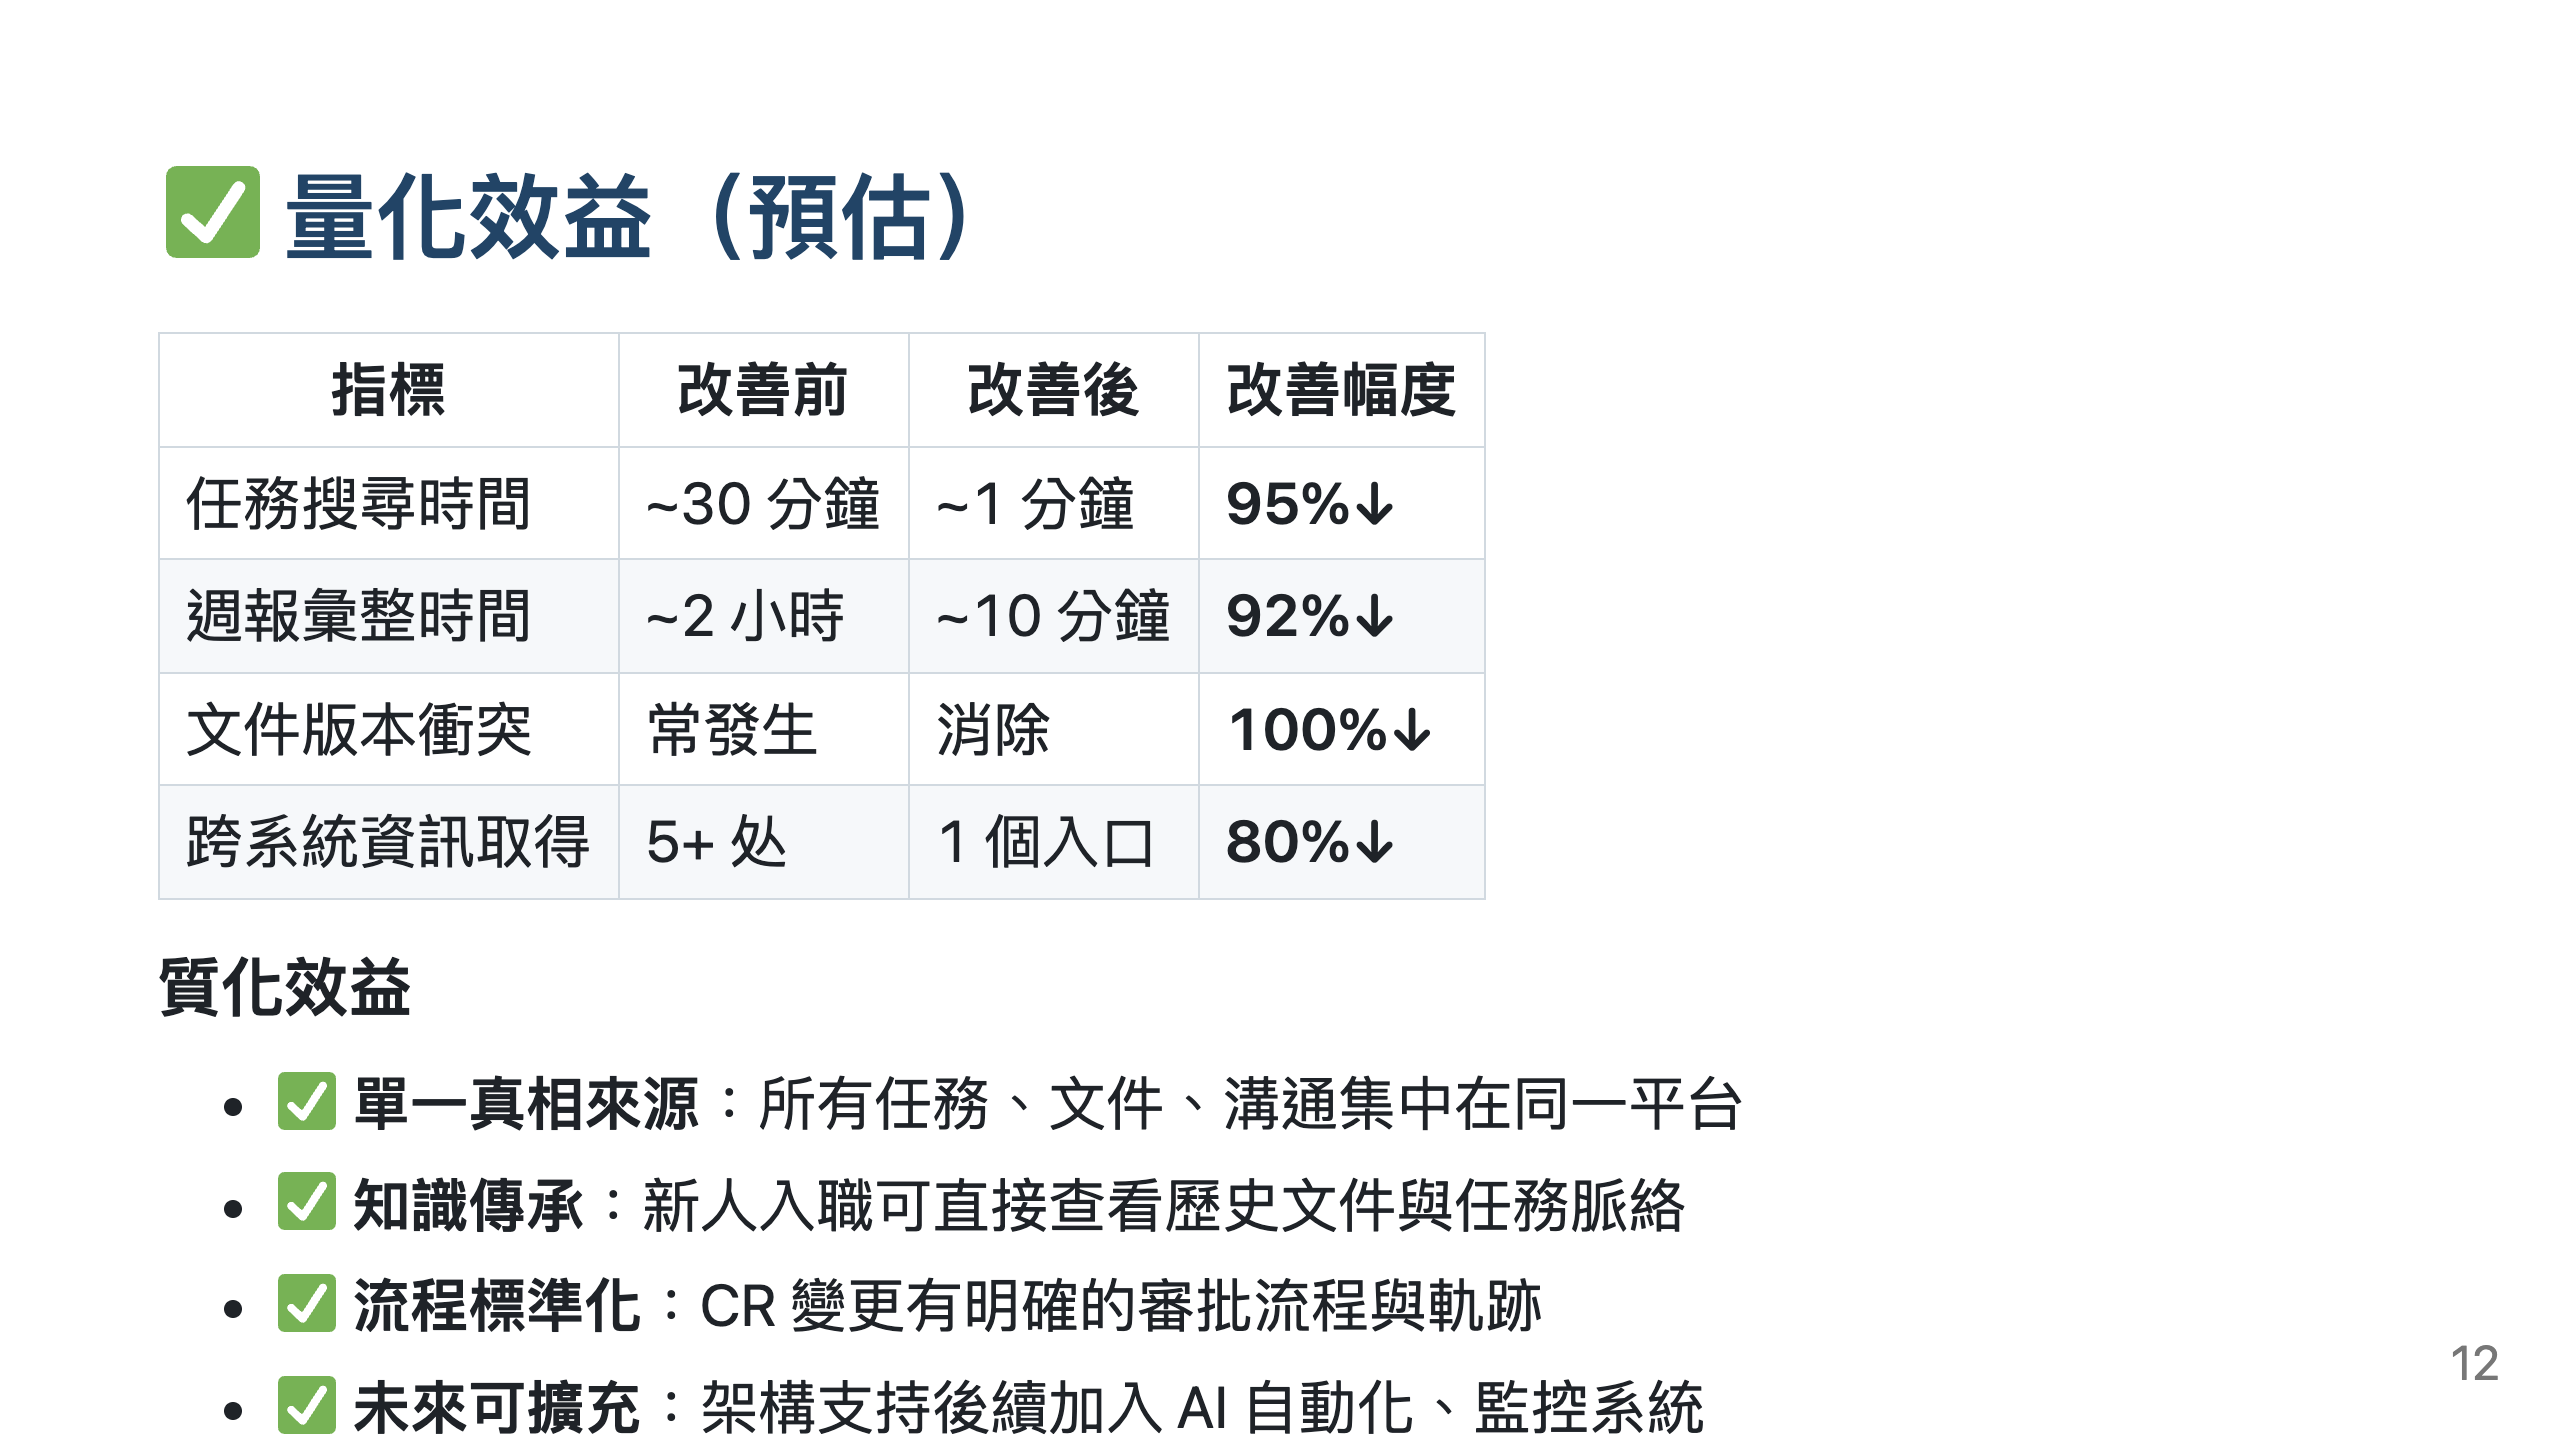 ✅ 量化效益（預估）
指標 改善前 改善後 改善幅度
任務搜尋時間 ~30 分鐘 ~1 分鐘 95%↓
週報彙整時間 ~2 小時 ~10 分鐘 92%↓
文件版本衝突 常發生 消除 100%↓
跨系統資訊取得 5+ 处 1 個入口 80%↓
質化效益
• ✅ 單一真相來源：所有任務、文件、溝通集中在同一平台
• ✅ 知識傳承：新人入職可直接查看歷史文件與任務脈絡
• ✅ 流程標準化：CR 變更有明確的審批流程與軌跡
• ✅ 未來可擴充：架構支持後續加入 AI 自動化、監控系統
12